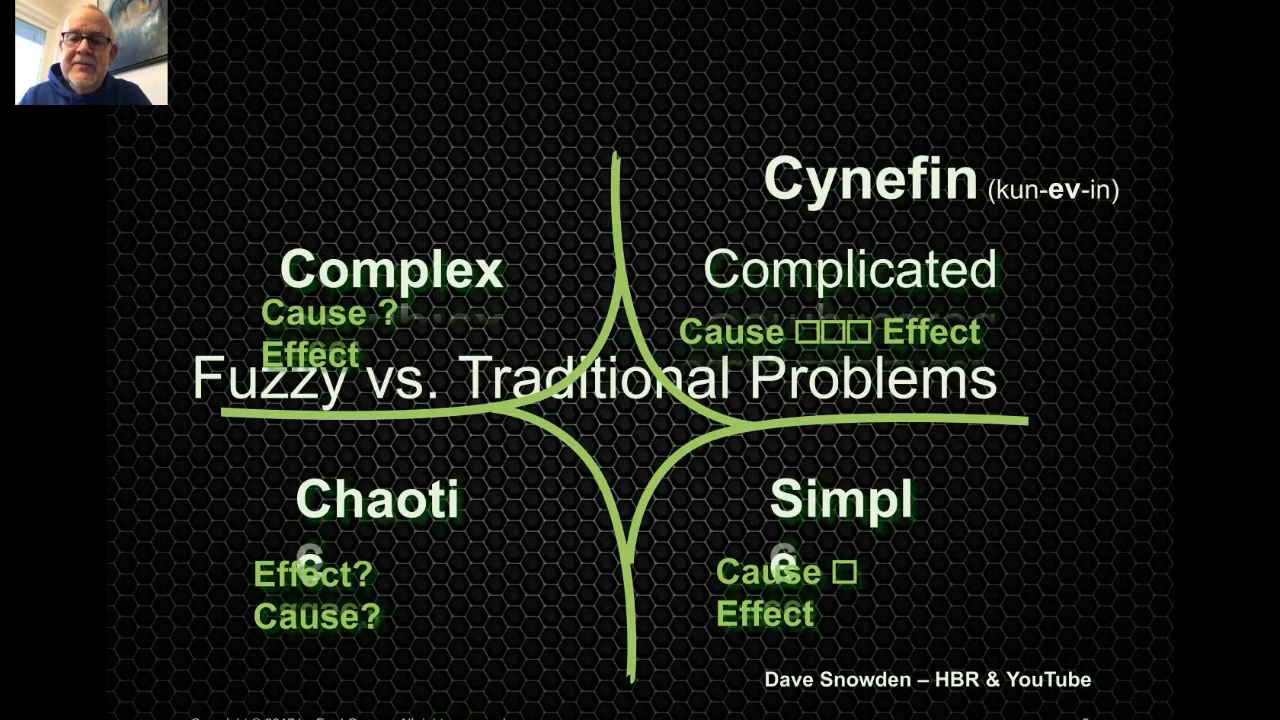 Cynefin (kun-ev-in)
Complex
Cause ?
Effect
Complicated
Cause □□□ Effect
Fuzzy vs. Traditional Problems
Chaoti
c
Effect?
Cause?
Simpl
e
Cause □
Effect
Dave Snowden – HBR & YouTube